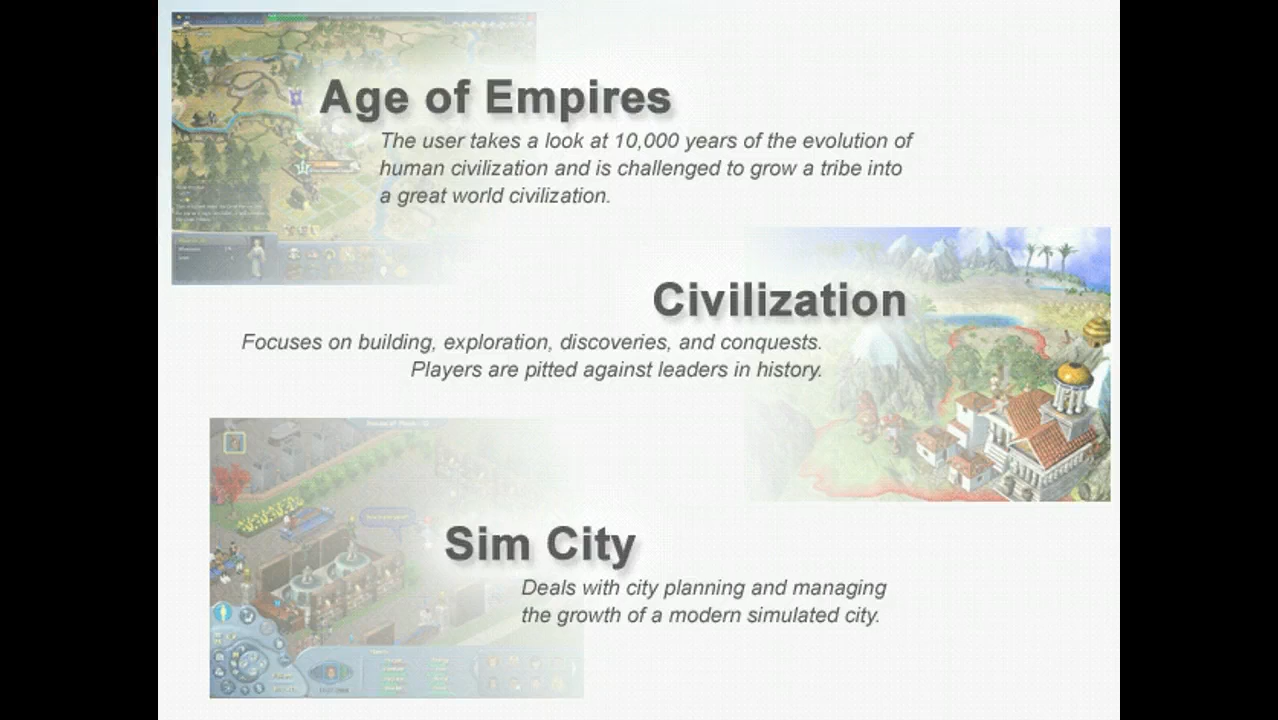 Age of Empires
The user takes a look at 10,000 years of the evolution of
human civilization and is challenged to grow a tribe into
a great world civilization.
Civilization
Focuses on building, exploration, discoveries, and conquests.
Players are pitted against leaders in history.
Sim City
Deals with city planning and managing
the growth of a modern simulated city.